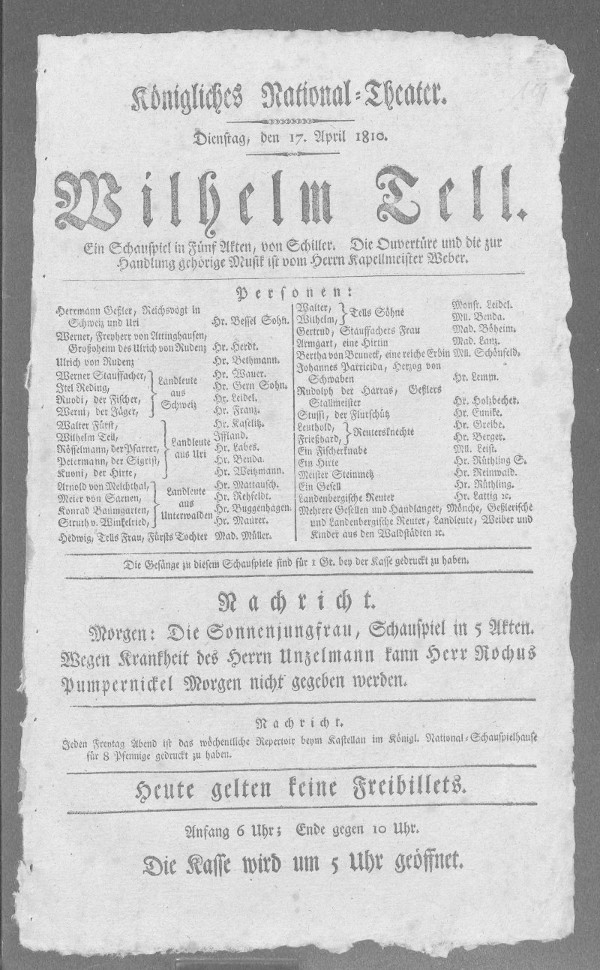 Königliches National-Theater.
Dienstag, den 17. April 1810.
Wilhelm Tell.
Ein Schauspiel in Fünf Akten, von Schiller. Die Ouvertüre und die zur
Handlung gehörige Musik ist vom Herrn Kapellmeister Weber.
Personen:
Herrmann Geßler, Reichsvogt in
Schweiz und Uri Hr. Bessel Sohn.
Werner, Freyherr von Attinghausen,
Großoheim des Ulrich von Rudenz Hr. Herdt.
Ulrich von Rudenz Hr. Bethmann.
Werner Stauffacher, Hr. Wauer.
Itel Reding, Landleute Hr. Gern Sohn.
Ruodi, der Fischer, aus Hr. Leidel.
Werni, der Jäger, Schweiz Hr. Franz.
Walter Fürst, Hr. Kaselitz.
Wilhelm Tell, Iffland.
Rösselmann, der Pfarrer, Landleute Hr. Labes.
Petermann, der Sigrist, aus Uri Hr. Benda.
Kuoni, der Hirte, Hr. Weitzmann.
Arnold von Melchthal, Hr. Mattausch.
Meier von Sarnen, Landleute Hr. Rehfeldt.
Konrad Baumgarten, aus Hr. Buggenhagen.
Struth v. Winkelried, Unterwalden Hr. Maurer.
Hedwig, Tells Frau, Fürsts Tochter Mad. Müller.
Walter, Tells Söhne Monsr. Leidel.
Wilhelm, Mll. Benda.
Gertrud, Stauffachers Frau Mad. Böheim.
Armgart, eine Hirtin Mad. Lanz.
Bertha von Bruneck, eine reiche Erbin Mll. Schönfeld.
Johannes Parricida, Herzog von
Schwaben Hr. Lemm.
Rudolph der Harras, Geßlers
Stallmeister Hr. Holzbecher.
Stussi, der Flurschütz Hr. Eunike.
Leuthold, Reutersknechte Hr. Greibe.
Frießhard, Hr. Berger.
Ein Fischerknabe Mll. Leist.
Ein Hirte Hr. Rüthling S.
Meister Steinmetz Hr. Reinwald.
Ein Gesell Hr. Rüthling.
Landenbergische Reuter Hr. Lattig ec.
Mehrere Gesellen und Handlanger, Mönche, Geßlerische
und Landenbergische Reuter, Landleute, Weiber und
Kinder aus den Waldstädten ec.
Die Gesänge zu diesem Schauspiele sind für 1 Gr. bey der Kasse gedruckt zu haben.
Nachricht.
Morgen: Die Sonnenjungfrau, Schauspiel in 5 Akten.
Wegen Krankheit des Herrn Unzelmann kann Herr Rochus
Pumpernickel Morgen nicht gegeben werden.
Nachricht.
Jeden Freytag Abend ist das wöchentliche Repertoir beym Kastellan im Königl. National-Schauspielhause
für 8 Pfennige gedruckt zu haben.
Heute gelten keine Freibillets.
Anfang 6 Uhr; Ende gegen 10 Uhr.
Die Kasse wird um 5 Uhr geöffnet.